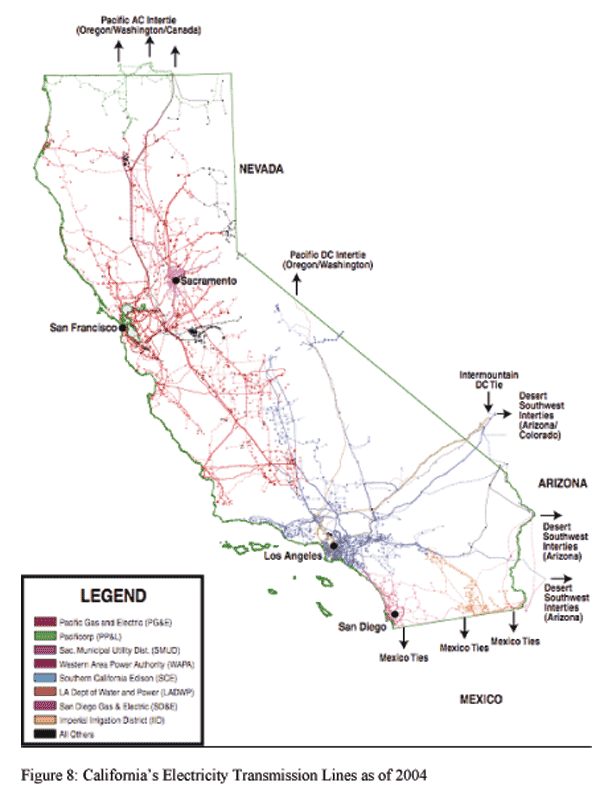 Pacific AC Intertie
(Oregon/Washington/Canada)
NEVADA
Pacific DC Intertie
(Oregon/Washington)
Sacramento
San Francisco
Intermountain
DC Tie
Desert
Southwest
Interties
(Arizona/
Colorado)
ARIZONA
Desert
Southwest
Interties
(Arizona)
Los Angeles
Desert
Southwest
Interties
(Arizona)
San Diego
Mexico Ties
Mexico Ties
Mexico Ties
MEXICO
LEGEND
Pacific Gas and Electric (PG&E)
Pacificorp (PP&L)
Sac. Municipal Utility Dist. (SMUD)
Western Area Power Authority (WAPA)
Southern California Edison (SCE)
LA Dept of Water and Power (LADWP)
San Diego Gas & Electric (SD&E)
Imperial Irrigation District (IID)
All Others
Figure 8: California's Electricity Transmission Lines as of 2004